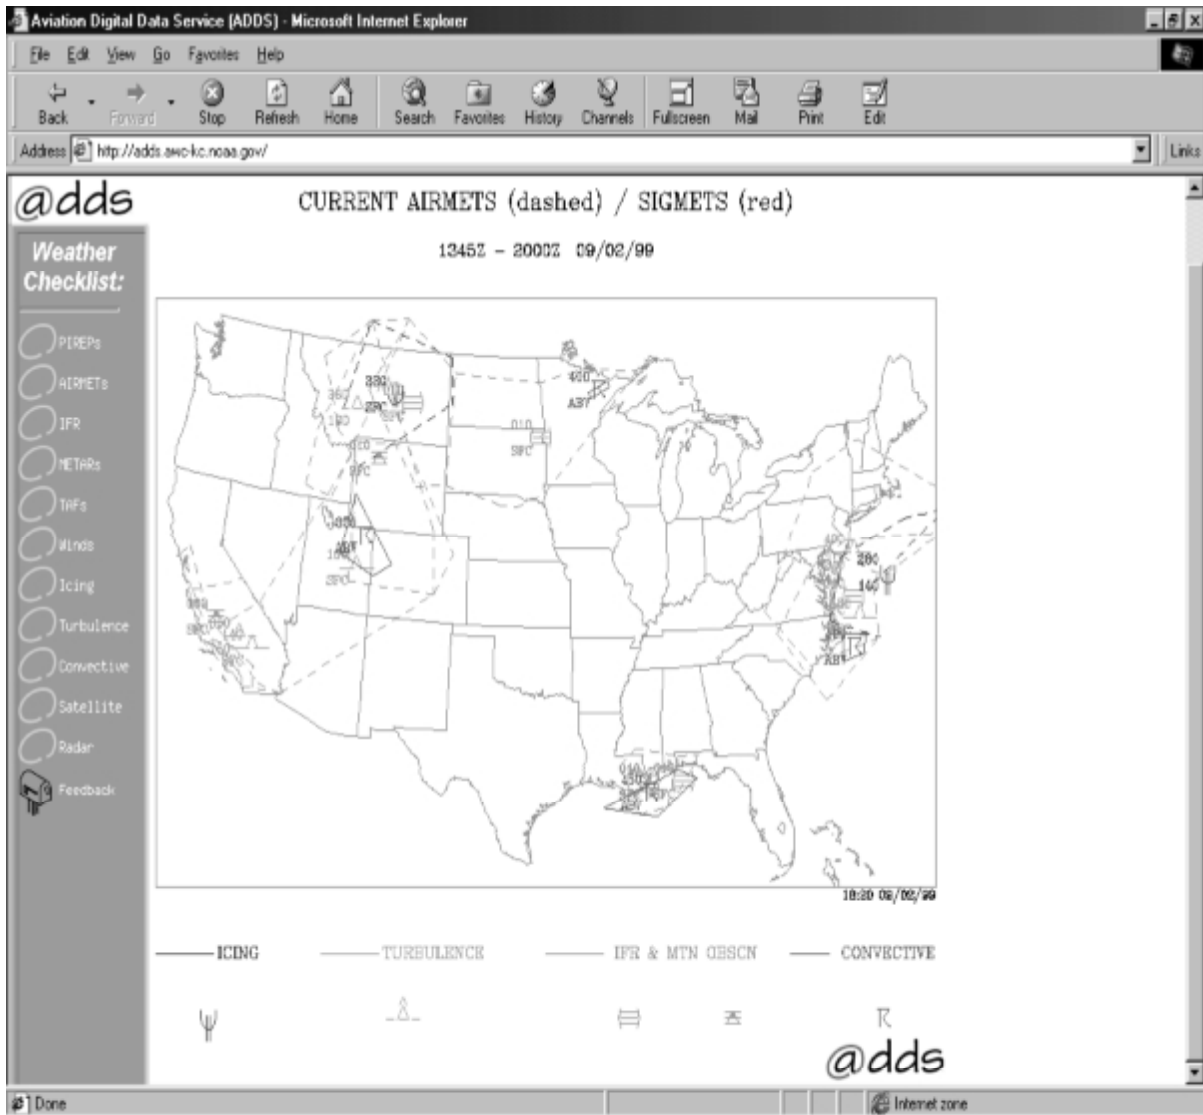 Aviation Digital Data Service (ADDS) - Microsoft Internet Explorer
File Edit View Go Favorites Help
Back Forward Stop Refresh Home Search Favorites History Channels Fullscreen Mail Print Edit
Address http://adds.awc-kc.noaa.gov/ Links
@dds
CURRENT AIRMETS (dashed) / SIGMETS (red)
1345Z - 2000Z 09/02/99
Weather
Checklist:
PIREPs
AIRMETs
IFR
METARs
TAFs
Winds
Icing
Turbulence
Convective
Satellite
Radar
Feedback
400
ABV
010
SFC
280
140
ABV
18:20 09/02/99
ICING TURBULENCE IFR & MTN OBSCN CONVECTIVE
@dds
Done Internet zone